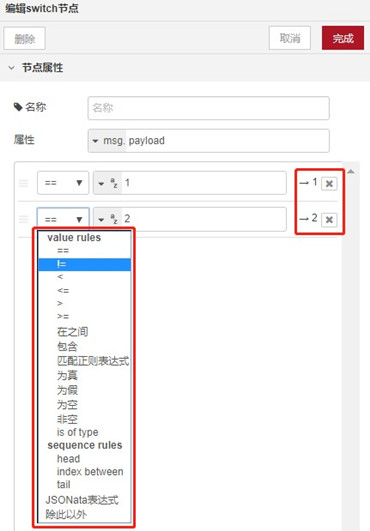 编辑switch节点
删除 取消 完成
节点属性
名称 名称
属性 msg. payload
== a z 1 → 1 ×
== a z 2 → 2 ×
value rules
==
!=
<
<=
>
>=
在之间
包含
匹配正则表达式
为真
为假
为空
非空
is of type
sequence rules
head
index between
tail
JSONata表达式
除此以外